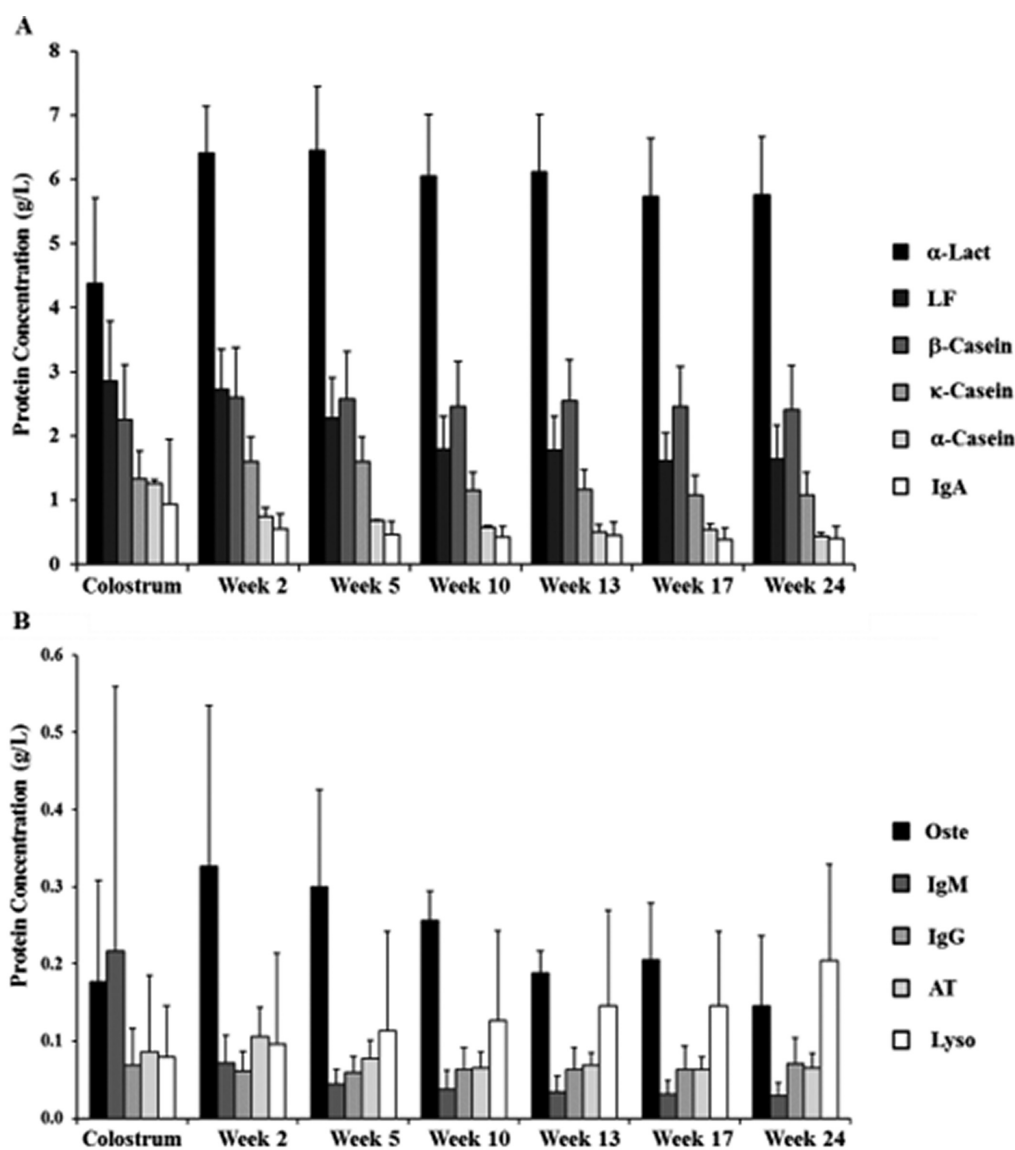 A
8
7
6
5
4
3
2
1
0
Protein Concentration (g/L)
Colostrum Week 2 Week 5 Week 10 Week 13 Week 17 Week 24
α-Lact
LF
β-Casein
κ-Casein
α-Casein
IgA
B
0.6
0.5
0.4
0.3
0.2
0.1
0.0
Protein Concentration (g/L)
Colostrum Week 2 Week 5 Week 10 Week 13 Week 17 Week 24
Oste
IgM
IgG
AT
Lyso